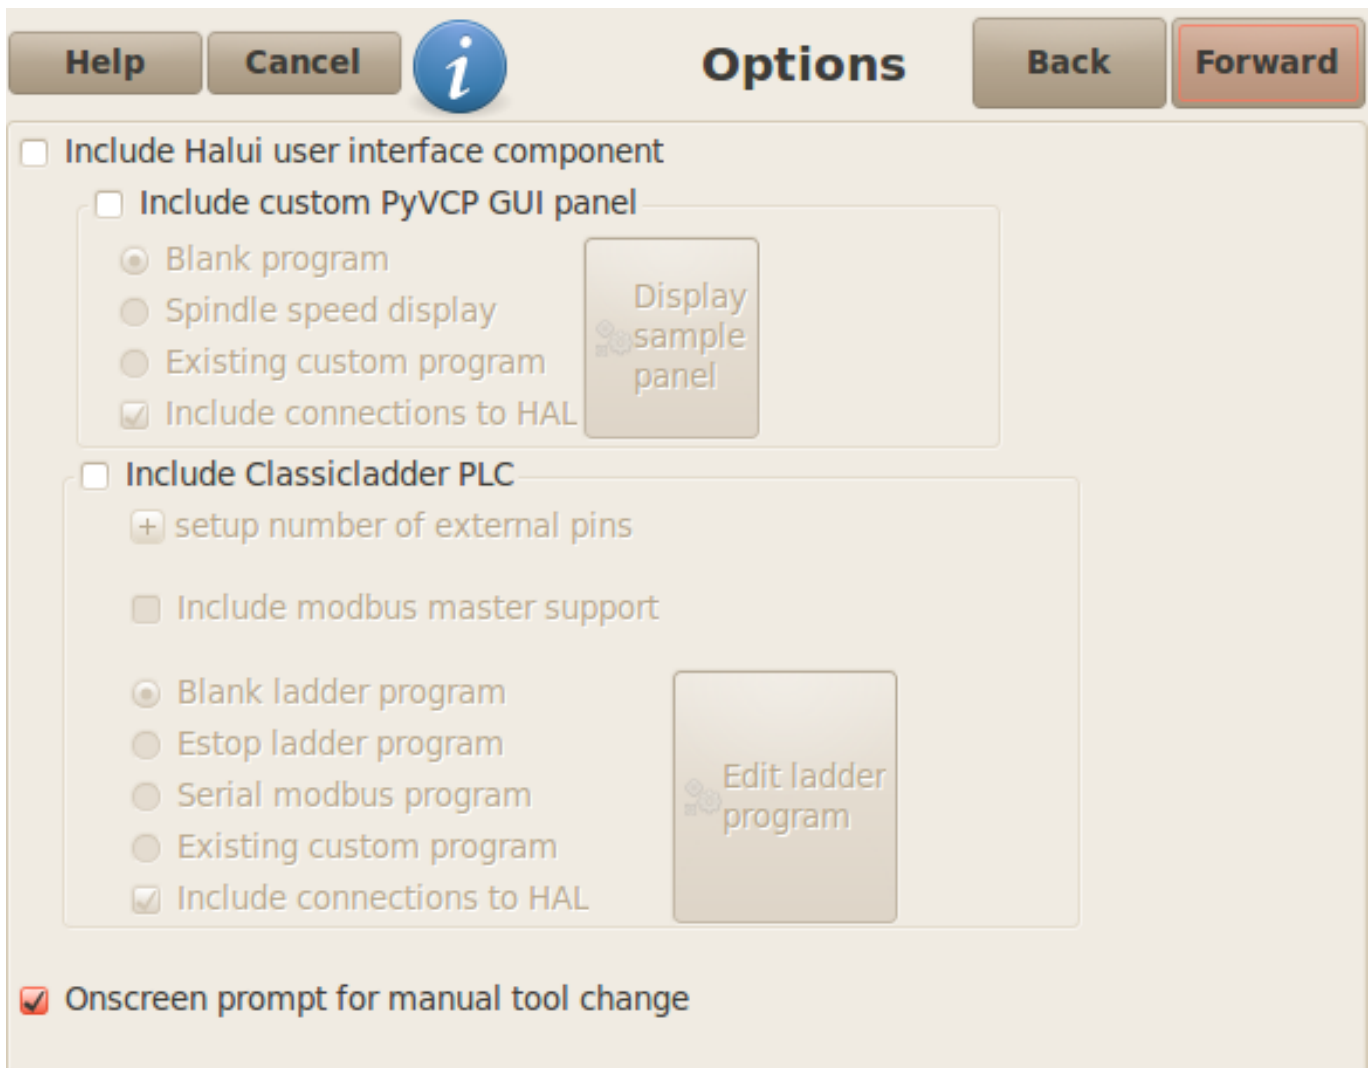 Help Cancel i Options Back Forward
Include Halui user interface component
Include custom PyVCP GUI panel
Blank program
Spindle speed display
Existing custom program
Include connections to HAL
Display
sample
panel
Include Classicladder PLC
+ setup number of external pins
Include modbus master support
Blank ladder program
Estop ladder program
Serial modbus program
Existing custom program
Include connections to HAL
Edit ladder
program
Onscreen prompt for manual tool change